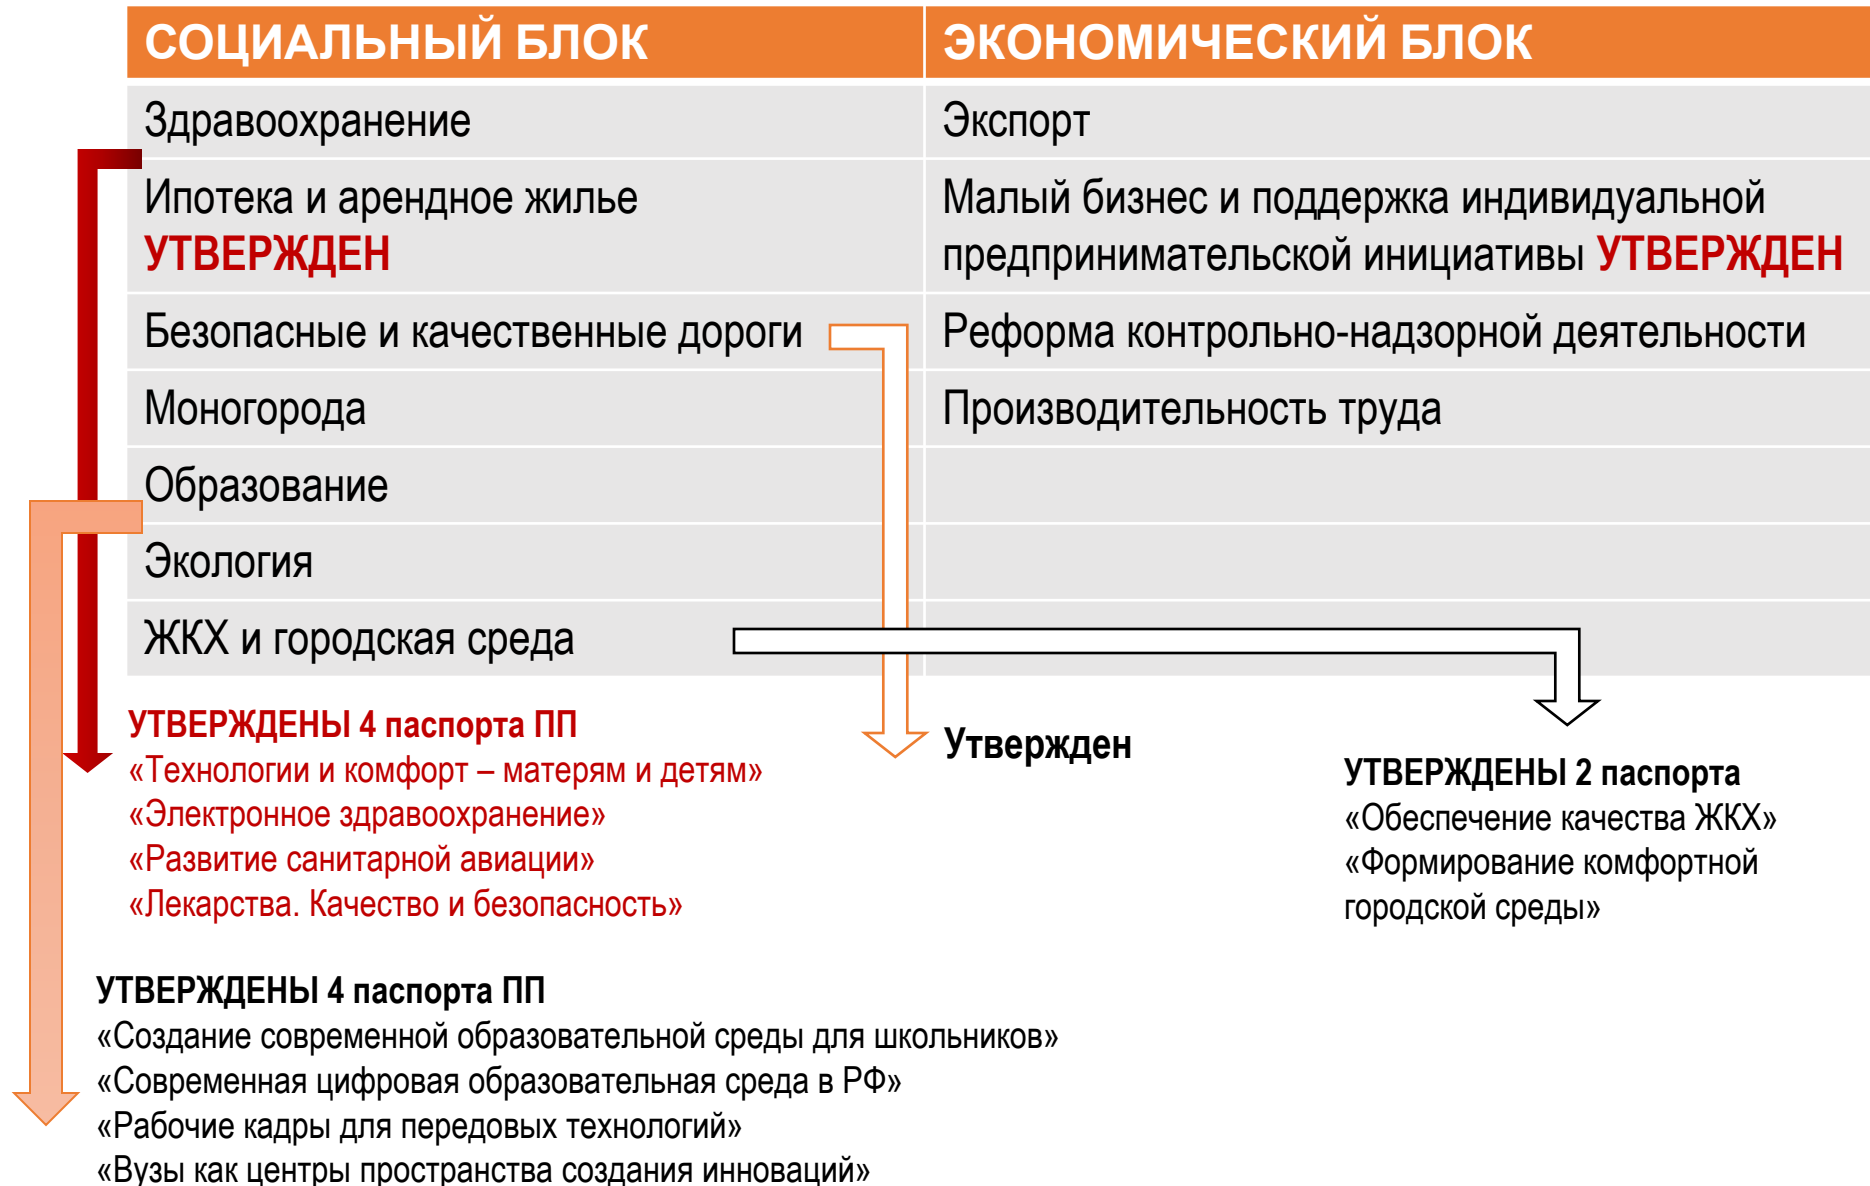 СОЦИАЛЬНЫЙ БЛОК
ЭКОНОМИЧЕСКИЙ БЛОК
Здравоохранение
Экспорт
Ипотека и арендное жилье
УТВЕРЖДЕН
Малый бизнес и поддержка индивидуальной
предпринимательской инициативы УТВЕРЖДЕН
Безопасные и качественные дороги
Реформа контрольно-надзорной деятельности
Моногорода
Производительность труда
Образование
Экология
ЖКХ и городская среда
УТВЕРЖДЕНЫ 4 паспорта ПП
«Технологии и комфорт – матерям и детям»
«Электронное здравоохранение»
«Развитие санитарной авиации»
«Лекарства. Качество и безопасность»
Утвержден
УТВЕРЖДЕНЫ 2 паспорта
«Обеспечение качества ЖКХ»
«Формирование комфортной
городской среды»
УТВЕРЖДЕНЫ 4 паспорта ПП
«Создание современной образовательной среды для школьников»
«Современная цифровая образовательная среда в РФ»
«Рабочие кадры для передовых технологий»
«Вузы как центры пространства создания инноваций»